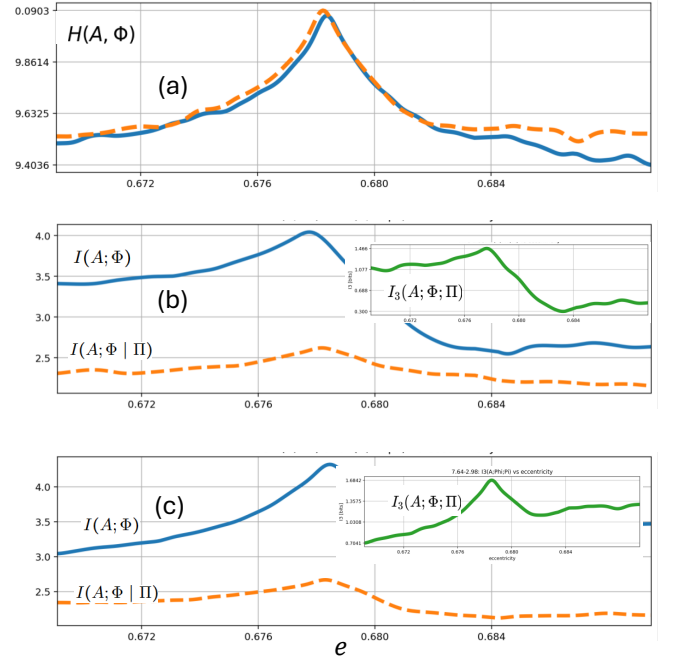 0.0903
H(A, Φ)
9.8614
(a)
9.6325
9.4036
0.672 0.676 0.680 0.684
4.0
I(A; Φ)
3.5
(b)
3.0
I(A; Φ | Π)
2.5
1.466
1.077
0.688
0.300
I3 [bits]
I₃(A; Φ; Π)
0.672 0.676 0.680 0.684
0.672 0.676 0.680 0.684
4.0
(c)
I(A; Φ)
3.5
3.0
I(A; Φ | Π)
2.5
7.64-2.98: I3(A;Phi;Pi) vs eccentricity
1.6842
1.3575
1.0308
0.7041
I3 [bits]
I₃(A; Φ; Π)
0.672 0.676 0.680 0.684
eccentricity
0.672 0.676 0.680 0.684
e